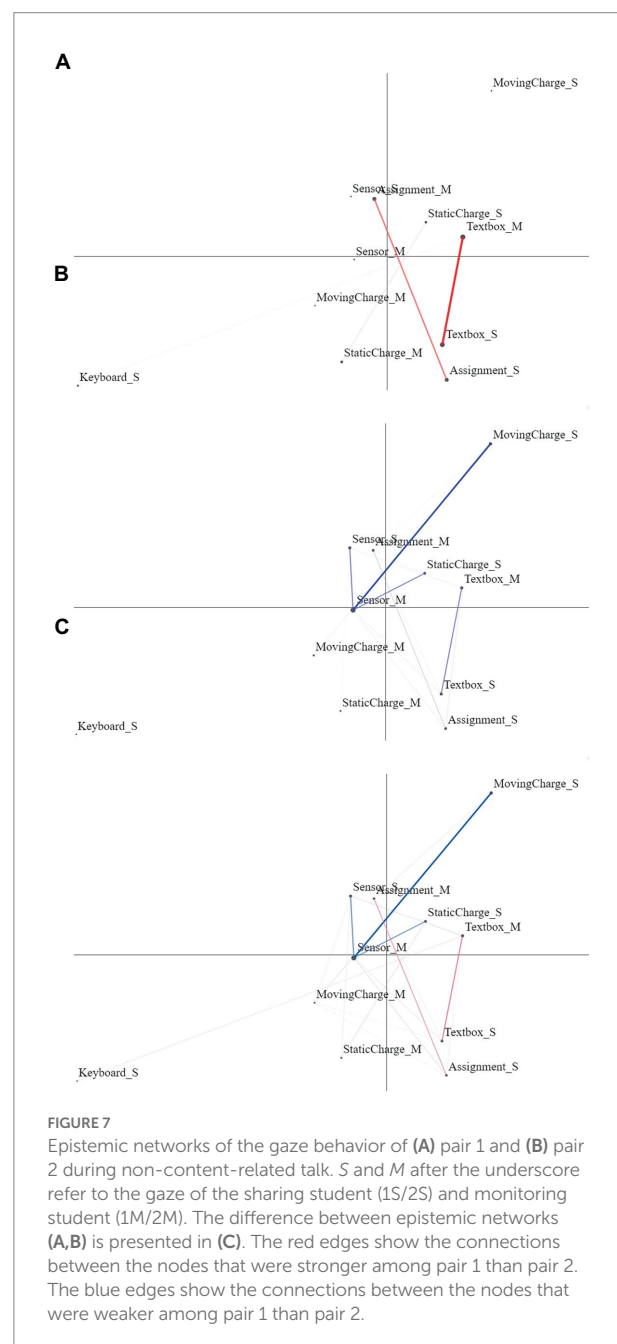 A
MovingCharge_S
Sensor_S
Assignment_M
StaticCharge_S
Textbox_M
Sensor_M
B
MovingCharge_M
Textbox_S
StaticCharge_M
Assignment_S
Keyboard_S
MovingCharge_S
Sensor_S
Assignment_M
StaticCharge_S
Textbox_M
Sensor_M
C
MovingCharge_M
Textbox_S
StaticCharge_M
Assignment_S
Keyboard_S
MovingCharge_S
Sensor_S
Assignment_M
StaticCharge_S
Textbox_M
Sensor_M
MovingCharge_M
Textbox_S
StaticCharge_M
Assignment_S
Keyboard_S
FIGURE 7
Epistemic networks of the gaze behavior of (A) pair 1 and (B) pair
2 during non-content-related talk. S and M after the underscore
refer to the gaze of the sharing student (1S/2S) and monitoring
student (1M/2M). The difference between epistemic networks
(A,B) is presented in (C). The red edges show the connections
between the nodes that were stronger among pair 1 than pair 2.
The blue edges show the connections between the nodes that
were weaker among pair 1 than pair 2.